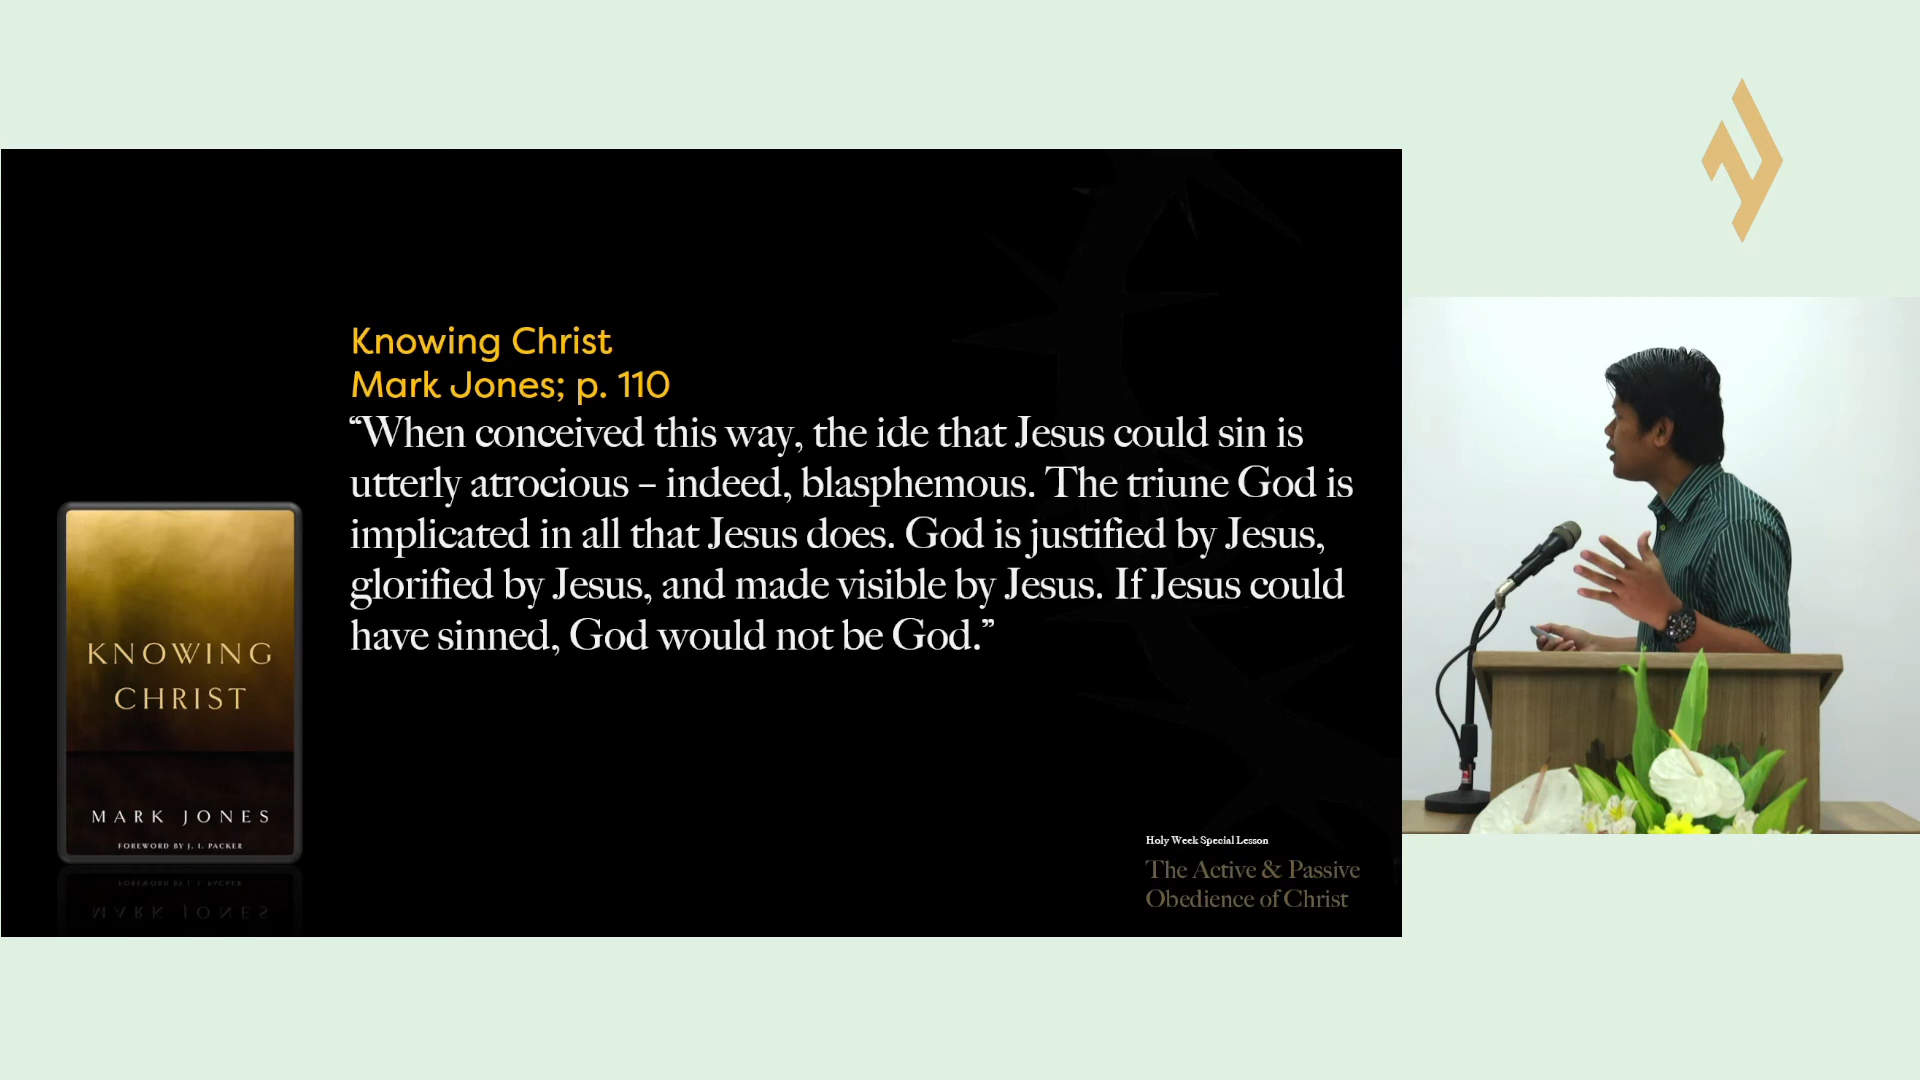 Knowing Christ
Mark Jones; p. 110
“When conceived this way, the ide that Jesus could sin is
utterly atrocious – indeed, blasphemous. The triune God is
implicated in all that Jesus does. God is justified by Jesus,
glorified by Jesus, and made visible by Jesus. If Jesus could
have sinned, God would not be God.”
KNOWING
CHRIST
MARK JONES
FOREWORD BY J. I. PACKER
Holy Week Special Lesson
The Active & Passive
Obedience of Christ